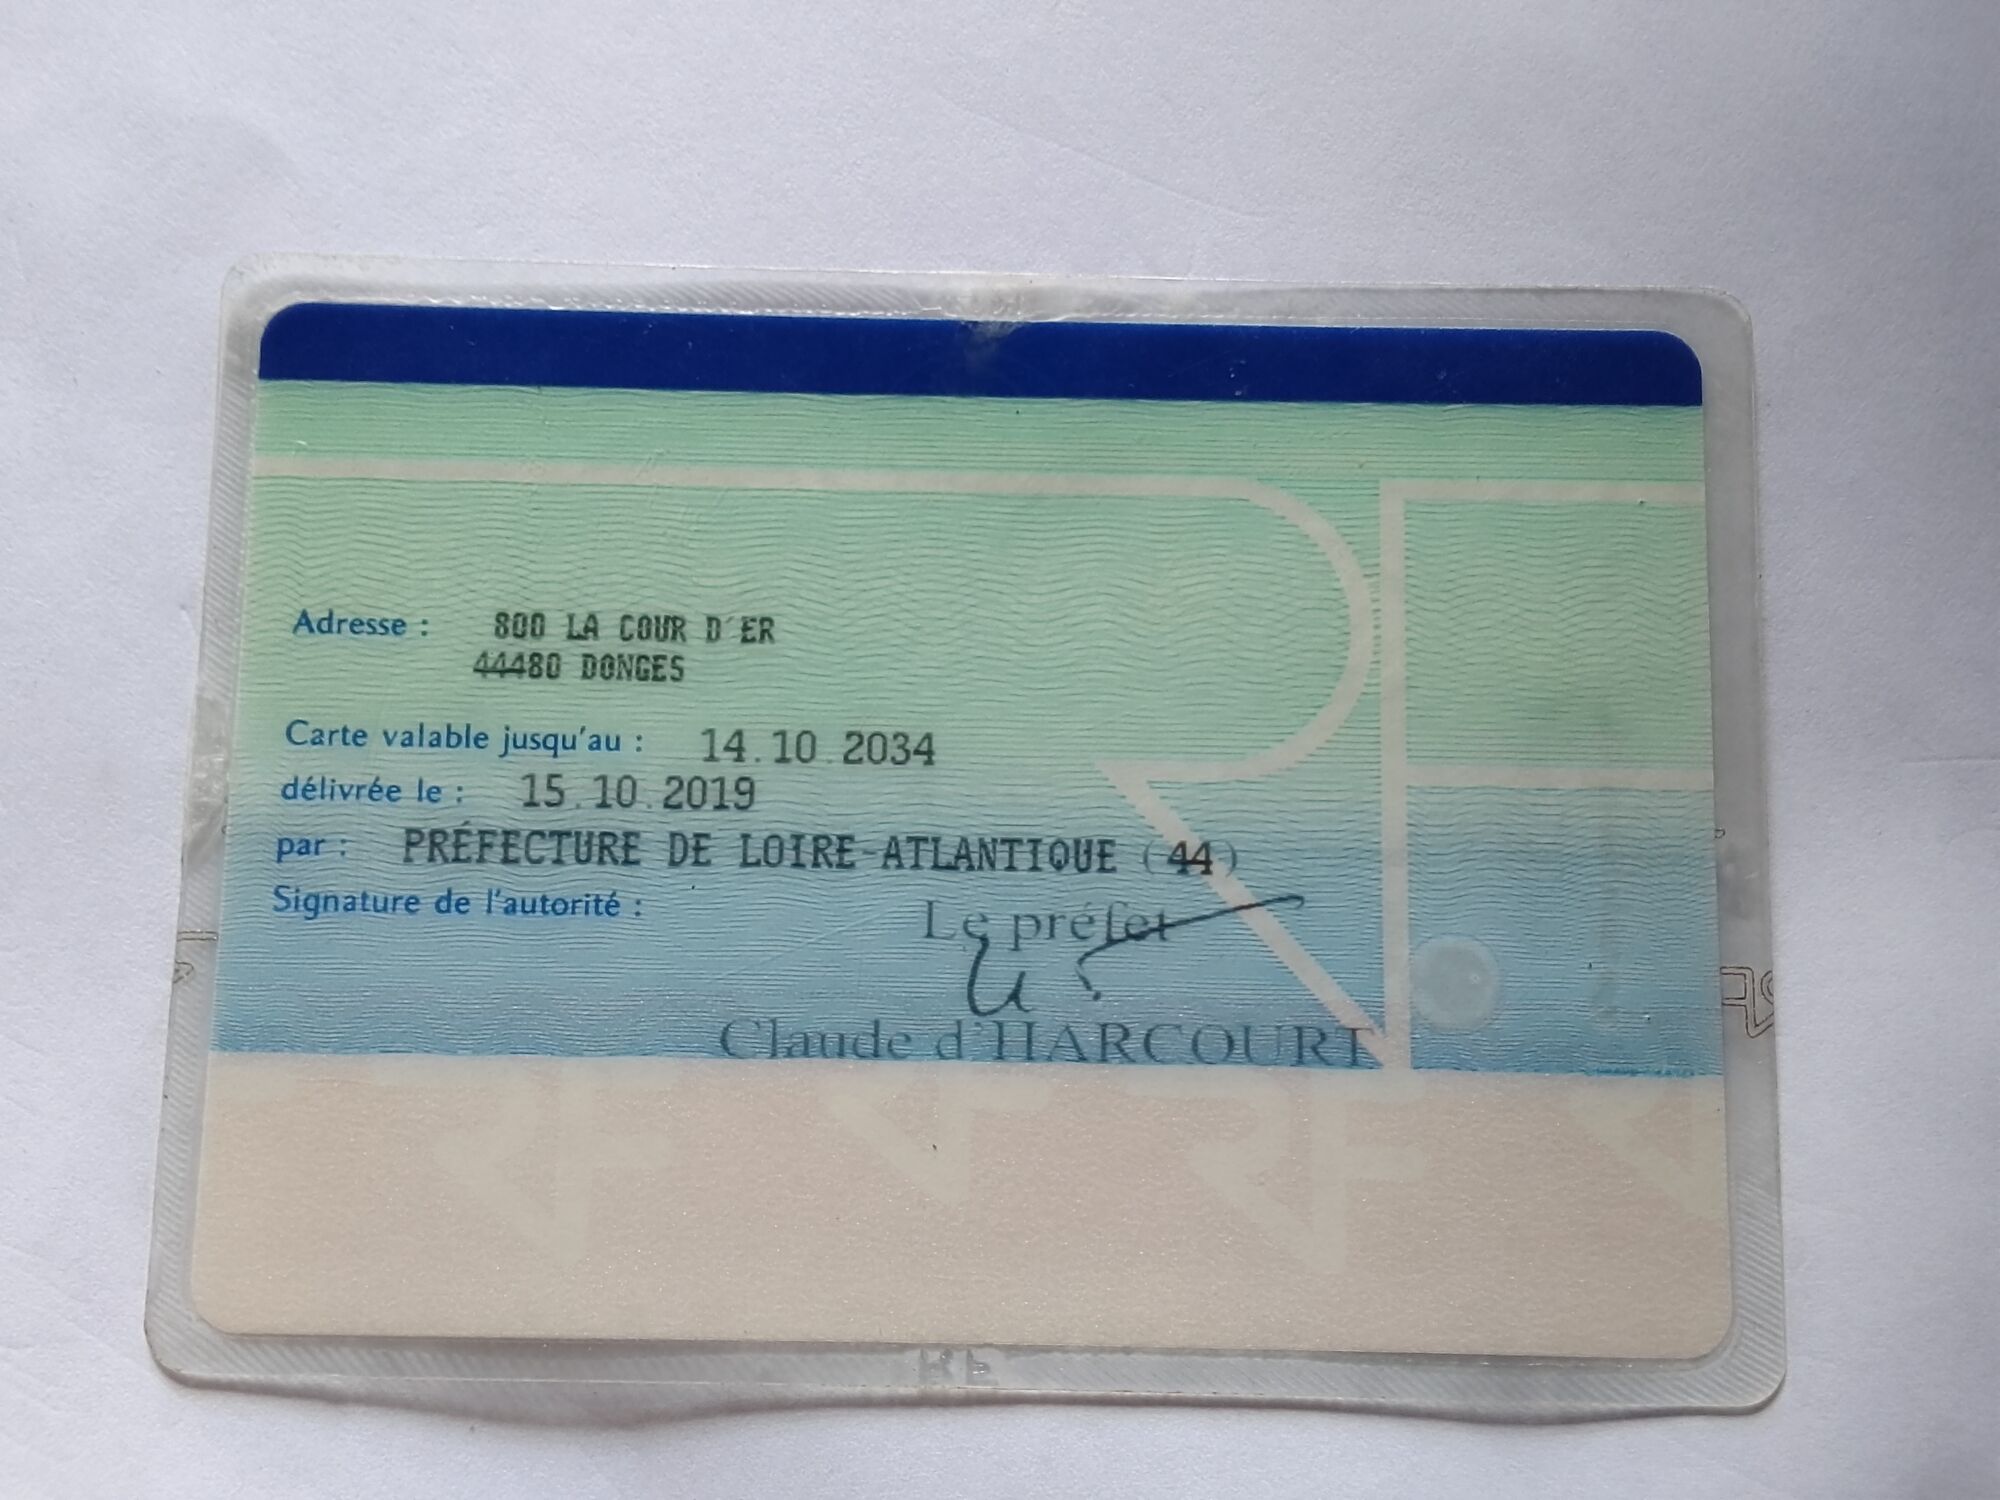 Adresse : 800 LA COUR D'ER
44480 DONGES
Carte valable jusqu'au : 14.10.2034
délivrée le : 15.10.2019
par : PRÉFECTURE DE LOIRE-ATLANTIQUE (44)
Signature de l'autorité :
Le préfet
Claude d'HARCOURT
RF